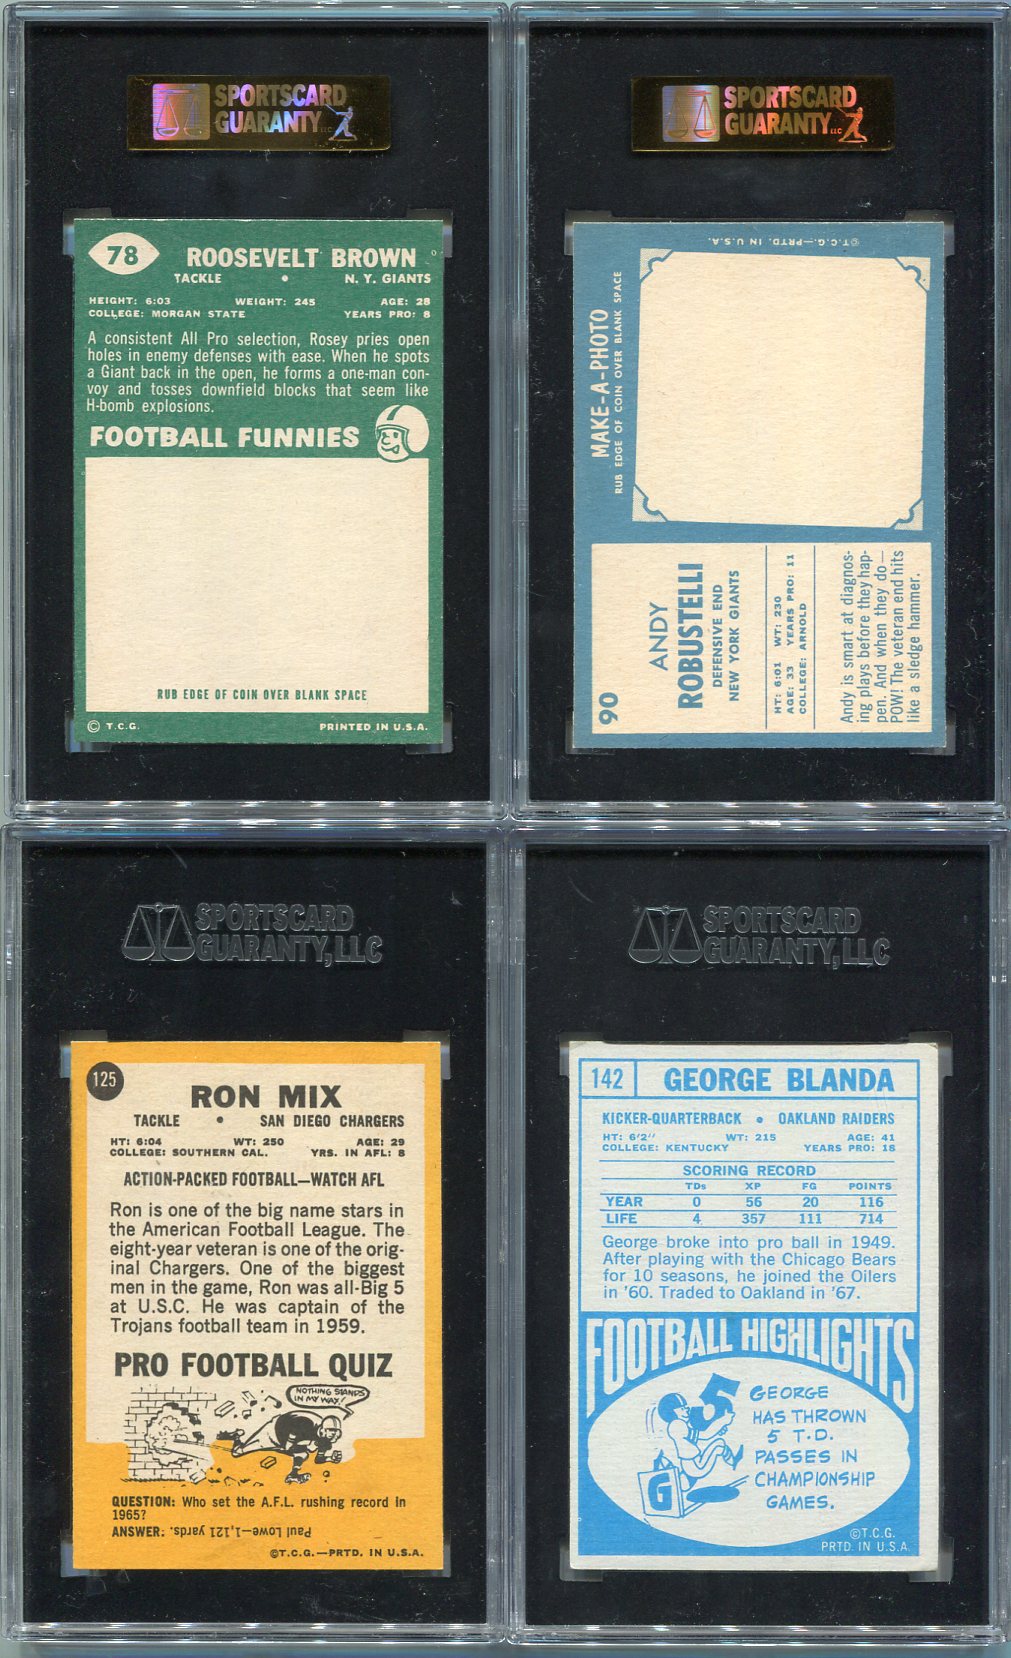 SPORTSCARD
GUARANTY LLC
78
ROOSEVELT BROWN
TACKLE • N. Y. GIANTS
HEIGHT: 6:03 WEIGHT: 245 AGE: 28
COLLEGE: MORGAN STATE YEARS PRO: 8
A consistent All Pro selection, Rosey pries open
holes in enemy defenses with ease. When he spots
a Giant back in the open, he forms a one-man con-
voy and tosses downfield blocks that seem like
H-bomb explosions.
FOOTBALL FUNNIES
RUB EDGE OF COIN OVER BLANK SPACE
© T.C.G. PRINTED IN U.S.A.
SPORTSCARD
GUARANTY LLC
©T.C.G.—PRTD. IN U.S.A.
MAKE-A-PHOTO
RUB EDGE OF COIN OVER BLANK SPACE
90
ANDY
ROBUSTELLI
DEFENSIVE END
NEW YORK GIANTS
HT: 6:01 WT: 230
AGE: 33 YEARS PRO: 11
COLLEGE: ARNOLD
Andy is smart at diagnos-
ing plays before they hap-
pen. And when they do—
POW! The veteran end hits
like a sledge hammer.
SPORTSCARD
GUARANTY, LLC
125
RON MIX
TACKLE • SAN DIEGO CHARGERS
HT: 6:04 WT: 250 AGE: 29
COLLEGE: SOUTHERN CAL. YRS. IN AFL: 8
ACTION-PACKED FOOTBALL—WATCH AFL
Ron is one of the big name stars in
the American Football League. The
eight-year veteran is one of the orig-
inal Chargers. One of the biggest
men in the game, Ron was all-Big 5
at U.S.C. He was captain of the
Trojans football team in 1959.
PRO FOOTBALL QUIZ
NOTHING STANDS
IN MY WAY!
QUESTION: Who set the A.F.L. rushing record in
1965?
ANSWER: Paul Lowe—1,121 yards.
©T.C.G.—PRTD. IN U.S.A.
SPORTSCARD
GUARANTY, LLC
142 GEORGE BLANDA
KICKER-QUARTERBACK • OAKLAND RAIDERS
HT: 6'2" WT: 215 AGE: 41
COLLEGE: KENTUCKY YEARS PRO: 18
SCORING RECORD
TDs XP FG POINTS
YEAR 0 56 20 116
LIFE 4 357 111 714
George broke into pro ball in 1949.
After playing with the Chicago Bears
for 10 seasons, he joined the Oilers
in '60. Traded to Oakland in '67.
FOOTBALL HIGHLIGHTS
5
G
GEORGE
HAS THROWN
5 T.D.
PASSES IN
CHAMPIONSHIP
GAMES.
©T.C.G.
PRTD. IN U.S.A.